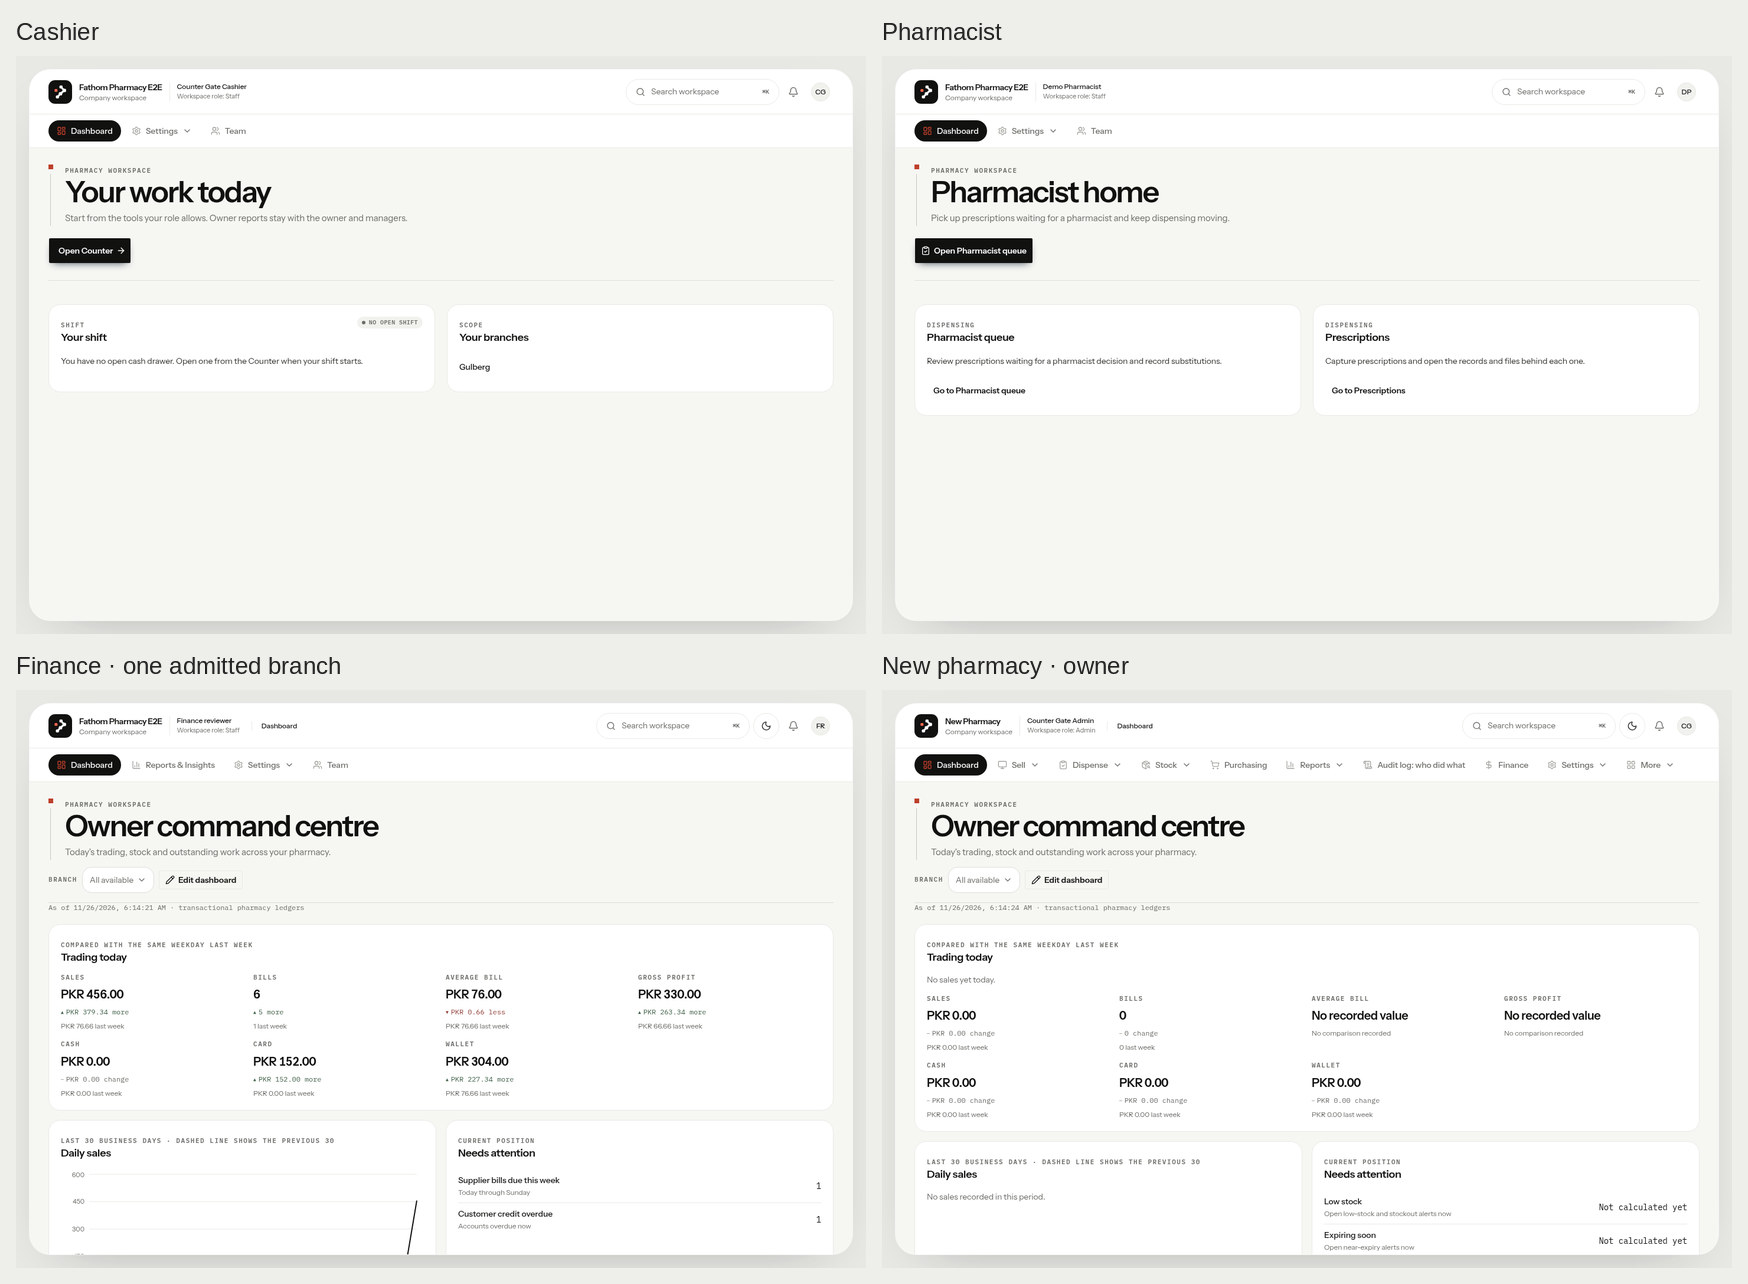 Cashier
Fathom Pharmacy E2E
Company workspace
Counter Gate Cashier
Workspace role: Staff
Search workspace
⌘K
CG
Dashboard
Settings
Team
PHARMACY WORKSPACE
Your work today
Start from the tools your role allows. Owner reports stay with the owner and managers.
Open Counter →
SHIFT
NO OPEN SHIFT
Your shift
You have no open cash drawer. Open one from the Counter when your shift starts.
SCOPE
Your branches
Gulberg
Pharmacist
Fathom Pharmacy E2E
Company workspace
Demo Pharmacist
Workspace role: Staff
Search workspace
⌘K
DP
Dashboard
Settings
Team
PHARMACY WORKSPACE
Pharmacist home
Pick up prescriptions waiting for a pharmacist and keep dispensing moving.
Open Pharmacist queue
DISPENSING
Pharmacist queue
Review prescriptions waiting for a pharmacist decision and record substitutions.
Go to Pharmacist queue
DISPENSING
Prescriptions
Capture prescriptions and open the records and files behind each one.
Go to Prescriptions
Finance · one admitted branch
Fathom Pharmacy E2E
Company workspace
Finance reviewer
Workspace role: Staff
Dashboard
Search workspace
⌘K
FR
Dashboard
Reports & Insights
Settings
Team
PHARMACY WORKSPACE
Owner command centre
Today's trading, stock and outstanding work across your pharmacy.
BRANCH
All available
Edit dashboard
As of 11/26/2026, 6:14:21 AM · transactional pharmacy ledgers
COMPARED WITH THE SAME WEEKDAY LAST WEEK
Trading today
SALES
PKR 456.00
▴ PKR 379.34 more
PKR 76.66 last week
BILLS
6
▴ 5 more
1 last week
AVERAGE BILL
PKR 76.00
▾ PKR 0.66 less
PKR 76.66 last week
GROSS PROFIT
PKR 330.00
▴ PKR 263.34 more
PKR 66.66 last week
CASH
PKR 0.00
– PKR 0.00 change
PKR 0.00 last week
CARD
PKR 152.00
▴ PKR 152.00 more
PKR 0.00 last week
WALLET
PKR 304.00
▴ PKR 227.34 more
PKR 76.66 last week
LAST 30 BUSINESS DAYS · DASHED LINE SHOWS THE PREVIOUS 30
Daily sales
600
450
300
CURRENT POSITION
Needs attention
Supplier bills due this week
Today through Sunday
1
Customer credit overdue
Accounts overdue now
1
New pharmacy · owner
New Pharmacy
Company workspace
Counter Gate Admin
Workspace role: Admin
Dashboard
Search workspace
⌘K
CG
Dashboard
Sell
Dispense
Stock
Purchasing
Reports
Audit log: who did what
Finance
Settings
More
PHARMACY WORKSPACE
Owner command centre
Today's trading, stock and outstanding work across your pharmacy.
BRANCH
All available
Edit dashboard
As of 11/26/2026, 6:14:24 AM · transactional pharmacy ledgers
COMPARED WITH THE SAME WEEKDAY LAST WEEK
Trading today
No sales yet today.
SALES
PKR 0.00
– PKR 0.00 change
PKR 0.00 last week
BILLS
0
– 0 change
0 last week
AVERAGE BILL
No recorded value
No comparison recorded
GROSS PROFIT
No recorded value
No comparison recorded
CASH
PKR 0.00
– PKR 0.00 change
PKR 0.00 last week
CARD
PKR 0.00
– PKR 0.00 change
PKR 0.00 last week
WALLET
PKR 0.00
– PKR 0.00 change
PKR 0.00 last week
LAST 30 BUSINESS DAYS · DASHED LINE SHOWS THE PREVIOUS 30
Daily sales
No sales recorded in this period.
CURRENT POSITION
Needs attention
Low stock
Open low-stock and stockout alerts now
Not calculated yet
Expiring soon
Open near-expiry alerts now
Not calculated yet